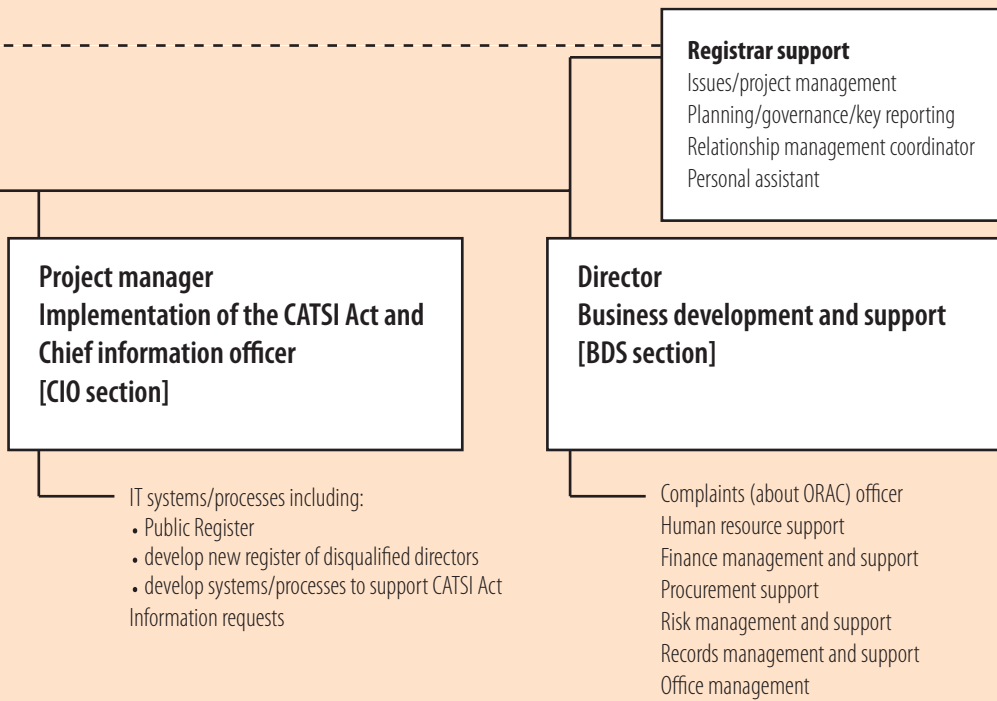 Registrar support
Issues/project management
Planning/governance/key reporting
Relationship management coordinator
Personal assistant
Project manager
Implementation of the CATSI Act and
Chief information officer
[CIO section]
IT systems/processes including:
• Public Register
• develop new register of disqualified directors
• develop systems/processes to support CATSI Act
Information requests
Director
Business development and support
[BDS section]
Complaints (about ORAC) officer
Human resource support
Finance management and support
Procurement support
Risk management and support
Records management and support
Office management